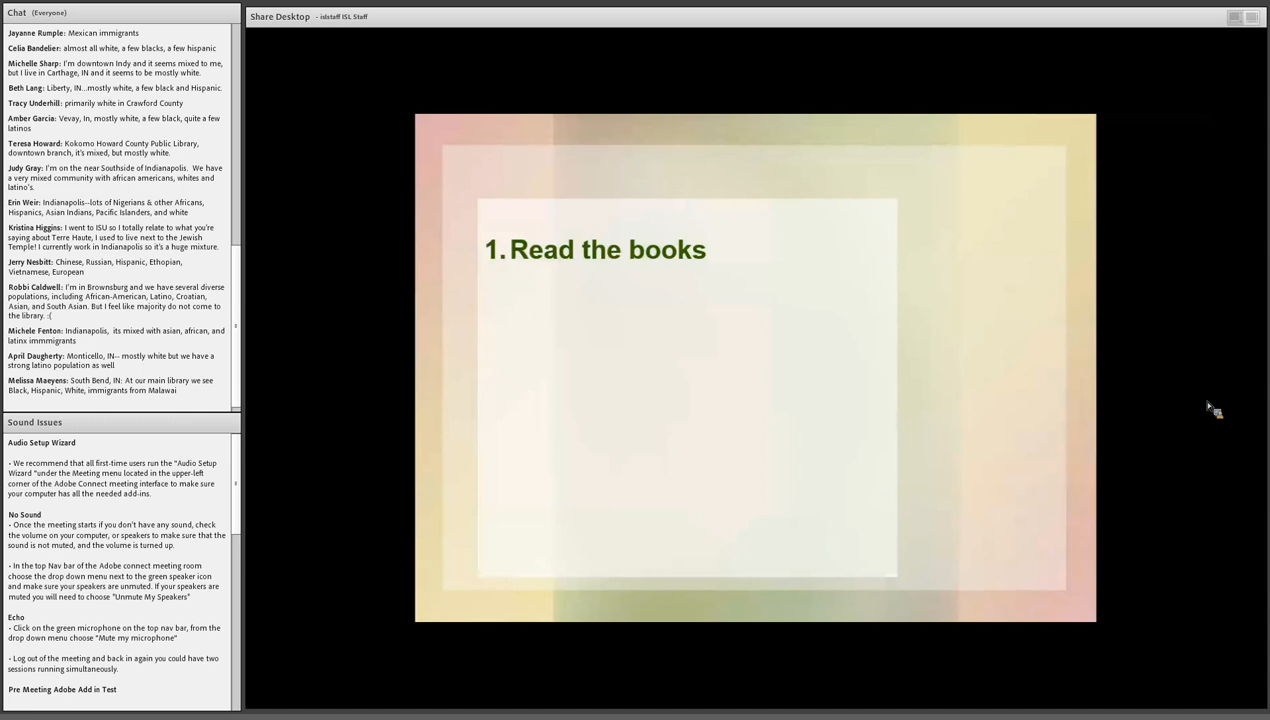 Chat (Everyone)
Jayanne Rumple: Mexican immigrants
Celia Bandelier: almost all white, a few blacks, a few hispanic
Michelle Sharp: I'm downtown Indy and it seems mixed to me,
but I live in Carthage, IN and it seems to be mostly white.
Beth Lang: Liberty, IN...mostly white, a few black and Hispanic.
Tracy Underhill: primarily white in Crawford County
Amber Garcia: Vevay, In, mostly white, a few black, quite a few
latinos
Teresa Howard: Kokomo Howard County Public Library,
downtown branch, it's mixed, but mostly white.
Judy Gray: I'm on the near Southside of Indianapolis. We have
a very mixed community with african americans, whites and
latino's.
Erin Weir: Indianapolis--lots of Nigerians & other Africans,
Hispanics, Asian Indians, Pacific Islanders, and white
Kristina Higgins: I went to ISU so I totally relate to what you're
saying about Terre Haute, I used to live next to the Jewish
Temple! I currently work in Indianapolis so it's a huge mixture.
Jerry Nesbitt: Chinese, Russian, Hispanic, Ethopian,
Vietnamese, European
Robbi Caldwell: I'm in Brownsburg and we have several diverse
populations, including African-American, Latino, Croatian,
Asian, and South Asian. But I feel like majority do not come to
the library. :(
Michele Fenton: Indianapolis, its mixed with asian, african, and
latinx immmigrants
April Daugherty: Monticello, IN-- mostly white but we have a
strong latino population as well
Melissa Maeyens: South Bend, IN: At our main library we see
Black, Hispanic, White, immigrants from Malawai
Sound Issues
Audio Setup Wizard
• We recommend that all first-time users run the "Audio Setup
Wizard "under the Meeting menu located in the upper-left
corner of the Adobe Connect meeting interface to make sure
your computer has all the needed add-ins.
No Sound
• Once the meeting starts if you don't have any sound, check
the volume on your computer, or speakers to make sure that the
sound is not muted, and the volume is turned up.
• In the top Nav bar of the Adobe connect meeting room
choose the drop down menu next to the green speaker icon
and make sure your speakers are unmuted. If your speakers are
muted you will need to choose "Unmute My Speakers"
Echo
• Click on the green microphone on the top nav bar, from the
drop down menu choose "Mute my microphone"
• Log out of the meeting and back in again you could have two
sessions running simultaneously.
Pre Meeting Adobe Add in Test
Share Desktop - islstaff ISL Staff
1. Read the books